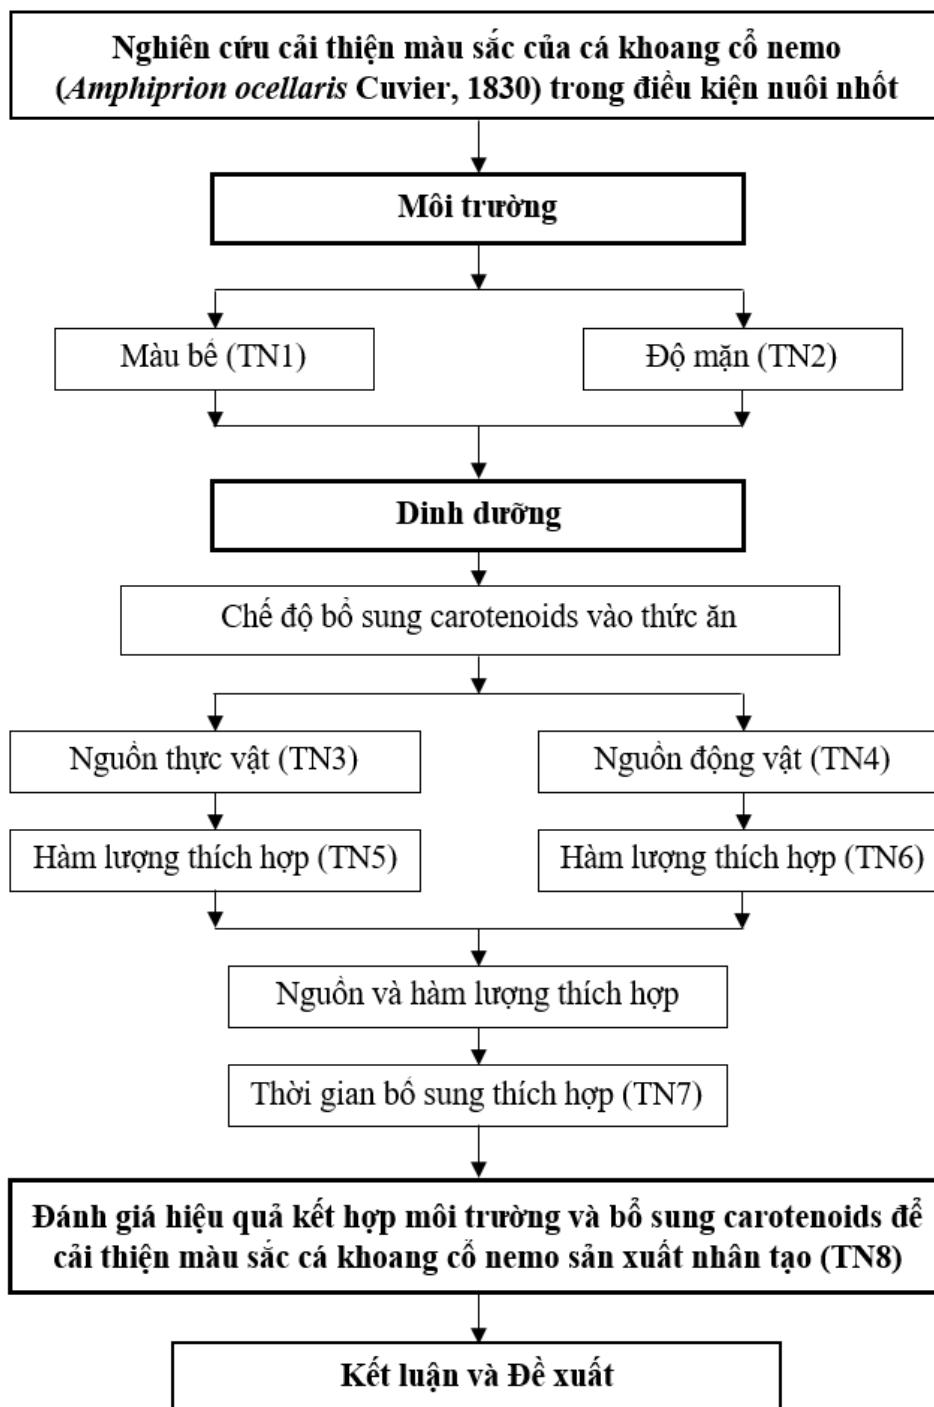 Nghiên cứu cải thiện màu sắc của cá khoang cổ nemo
(Amphiprion ocellaris Cuvier, 1830) trong điều kiện nuôi nhốt
Môi trường
Màu bể (TN1)
Độ mặn (TN2)
Dinh dưỡng
Chế độ bổ sung carotenoids vào thức ăn
Nguồn thực vật (TN3)
Nguồn động vật (TN4)
Hàm lượng thích hợp (TN5)
Hàm lượng thích hợp (TN6)
Nguồn và hàm lượng thích hợp
Thời gian bổ sung thích hợp (TN7)
Đánh giá hiệu quả kết hợp môi trường và bổ sung carotenoids để
cải thiện màu sắc cá khoang cổ nemo sản xuất nhân tạo (TN8)
Kết luận và Đề xuất